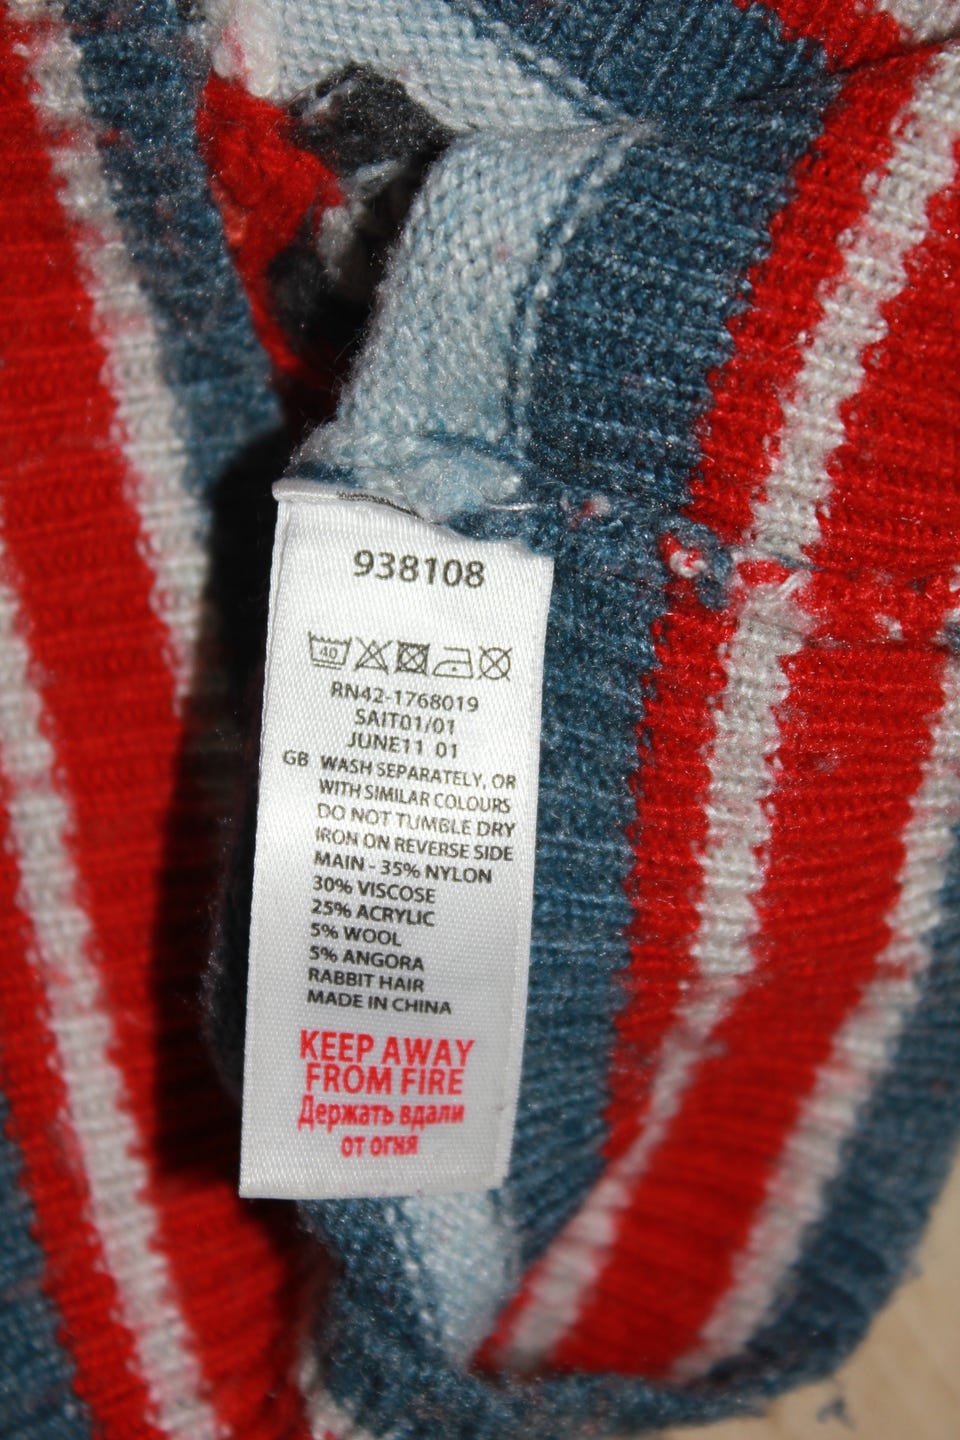 938108
40
RN42-1768019
SAIT01/01
JUNE11 01
GB WASH SEPARATELY, OR
WITH SIMILAR COLOURS
DO NOT TUMBLE DRY
IRON ON REVERSE SIDE
MAIN - 35% NYLON
30% VISCOSE
25% ACRYLIC
5% WOOL
5% ANGORA
RABBIT HAIR
MADE IN CHINA
KEEP AWAY
FROM FIRE
Держать вдали
от огня